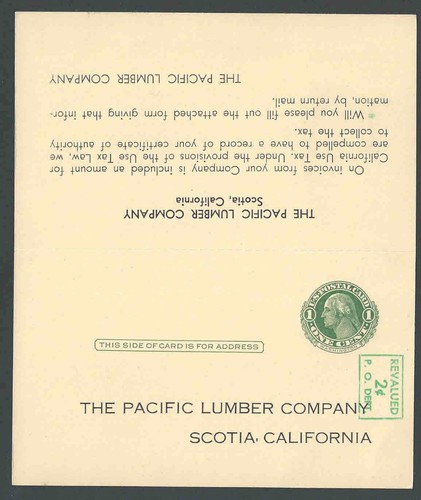 THE PACIFIC LUMBER COMPANY
Scotia, California
On invoices from your Company is included an amount for
California Use Tax. Under the provisions of the Use Tax Law, we
are compelled to have a record of your certificate of authority
to collect the tax.
Will you please fill out the attached form giving that infor-
mation, by return mail.
THE PACIFIC LUMBER COMPANY
U.S. POSTAL CARD
1 1
ONE CENT
THIS SIDE OF CARD IS FOR ADDRESS
REVALUED
2¢
P. O. DEPT.
THE PACIFIC LUMBER COMPANY
SCOTIA, CALIFORNIA